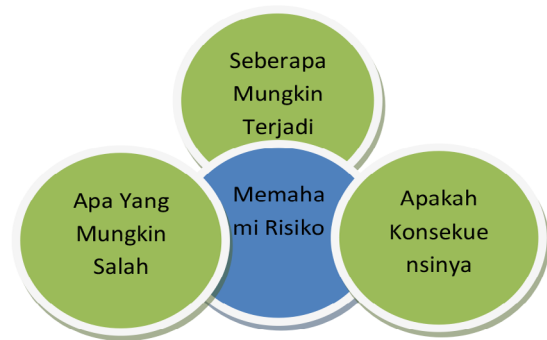 Seberapa
Mungkin
Terjadi
Apa Yang
Mungkin
Salah
Memaha
mi Risiko
Apakah
Konsekue
nsinya